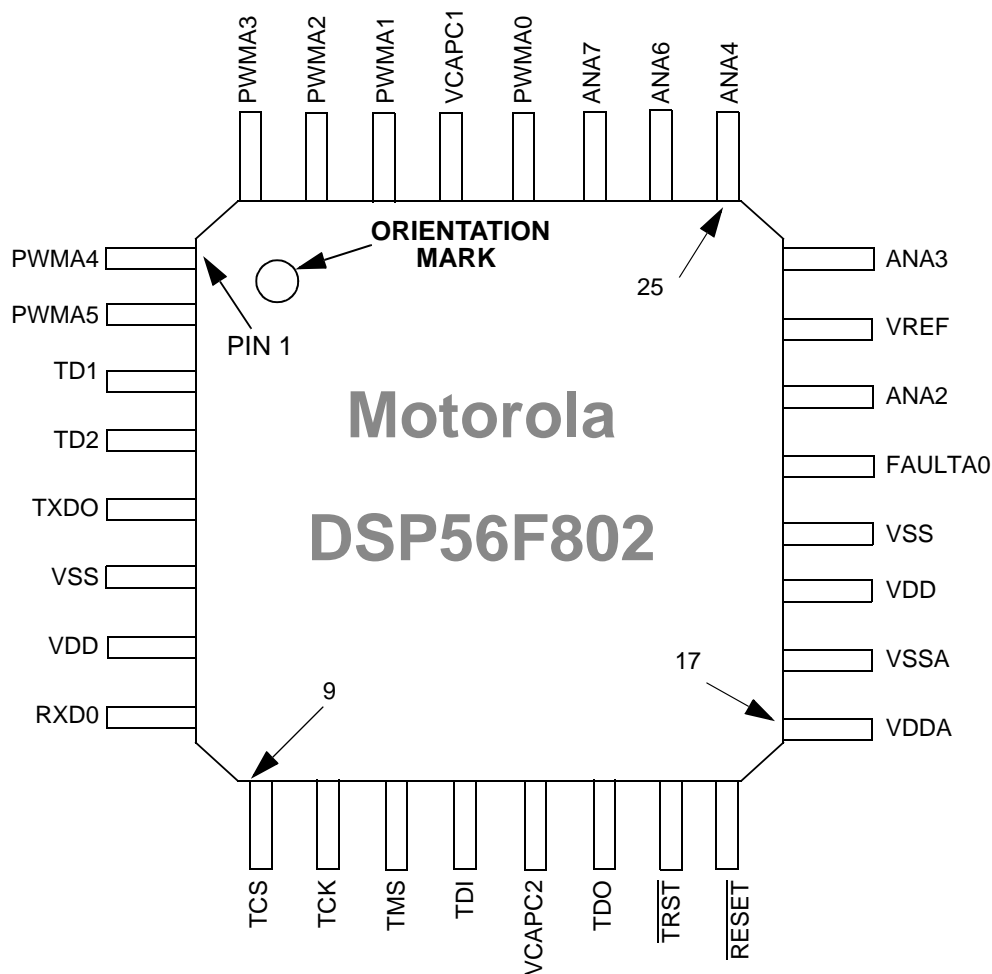 PWMA3
PWMA2
PWMA1
VCAPC1
PWMA0
ANA7
ANA6
ANA4
ORIENTATION
MARK
PWMA4
PWMA5
TD1
TD2
TXDO
VSS
VDD
RXD0
PIN 1
25
Motorola
DSP56F802
9
17
ANA3
VREF
ANA2
FAULTA0
VSS
VDD
VSSA
VDDA
TCS
TCK
TMS
TDI
VCAPC2
TDO
TRST
RESET